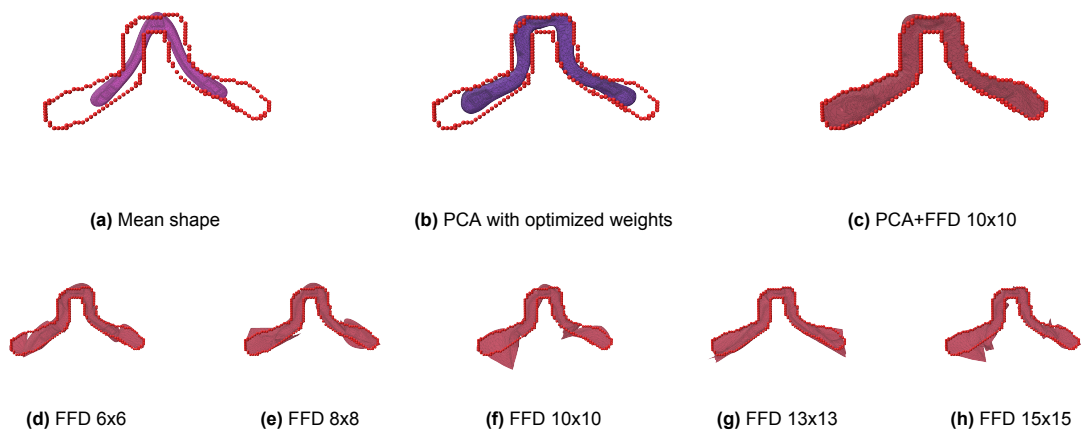 (a) Mean shape
(b) PCA with optimized weights
(c) PCA+FFD 10x10
(d) FFD 6x6
(e) FFD 8x8
(f) FFD 10x10
(g) FFD 13x13
(h) FFD 15x15